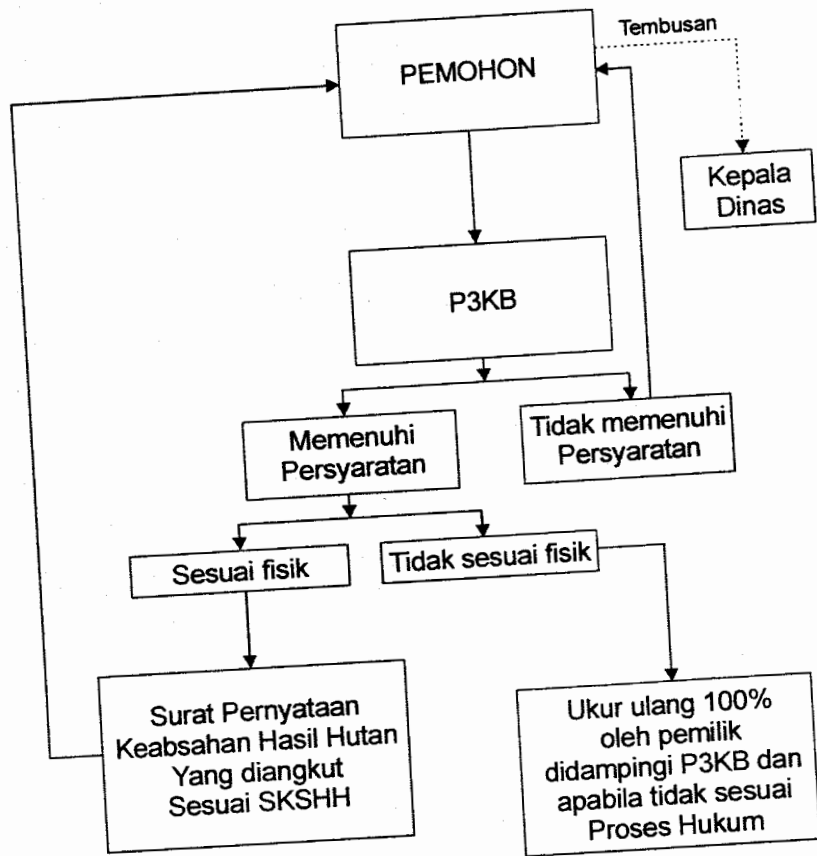 Tembusan
PEMOHON
Kepala
Dinas
P3KB
Memenuhi
Persyaratan
Tidak memenuhi
Persyaratan
Sesuai fisik
Tidak sesuai fisik
Surat Pernyataan
Keabsahan Hasil Hutan
Yang diangkut
Sesuai SKSHH
Ukur ulang 100%
oleh pemilik
didampingi P3KB dan
apabila tidak sesuai
Proses Hukum